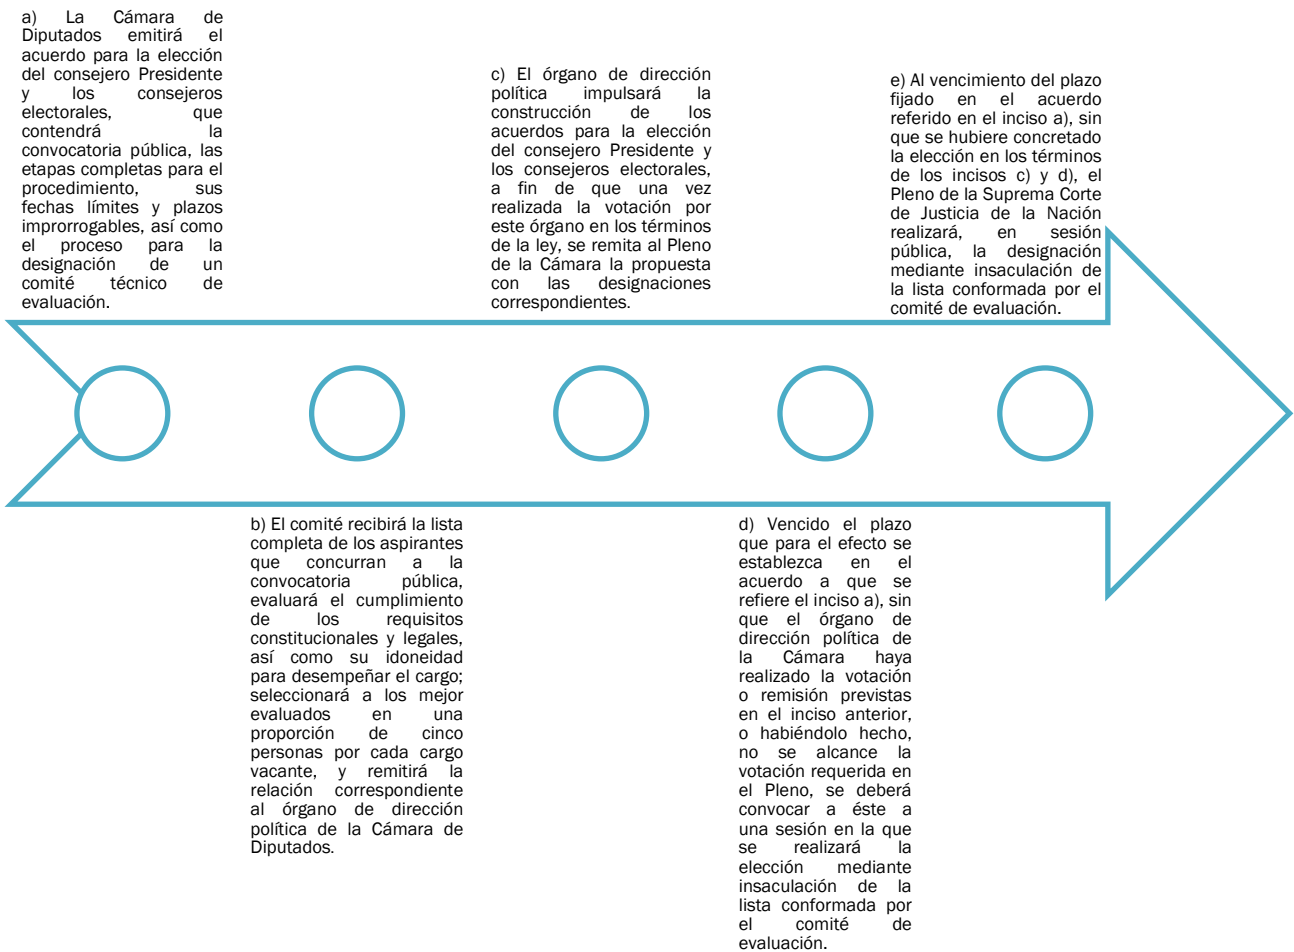 a) La Cámara de
Diputados emitirá el
acuerdo para la elección
del consejero Presidente
y los consejeros
electorales, que
contendrá la
convocatoria pública, las
etapas completas para el
procedimiento, sus
fechas límites y plazos
improrrogables, así como
el proceso para la
designación de un
comité técnico de
evaluación.
b) El comité recibirá la lista
completa de los aspirantes
que concurran a la
convocatoria pública,
evaluará el cumplimiento
de los requisitos
constitucionales y legales,
así como su idoneidad
para desempeñar el cargo;
seleccionará a los mejor
evaluados en una
proporción de cinco
personas por cada cargo
vacante, y remitirá la
relación correspondiente
al órgano de dirección
política de la Cámara de
Diputados.
c) El órgano de dirección
política impulsará la
construcción de los
acuerdos para la elección
del consejero Presidente y
los consejeros electorales,
a fin de que una vez
realizada la votación por
este órgano en los términos
de la ley, se remita al Pleno
de la Cámara la propuesta
con las designaciones
correspondientes.
d) Vencido el plazo
que para el efecto se
establezca en el
acuerdo a que se
refiere el inciso a), sin
que el órgano de
dirección política de
la Cámara haya
realizado la votación
o remisión previstas
en el inciso anterior,
o habiéndolo hecho,
no se alcance la
votación requerida en
el Pleno, se deberá
convocar a éste a
una sesión en la que
se realizará la
elección mediante
insaculación de la
lista conformada por
el comité de
evaluación.
e) Al vencimiento del plazo
fijado en el acuerdo
referido en el inciso a), sin
que se hubiere concretado
la elección en los términos
de los incisos c) y d), el
Pleno de la Suprema Corte
de Justicia de la Nación
realizará, en sesión
pública, la designación
mediante insaculación de
la lista conformada por el
comité de evaluación.